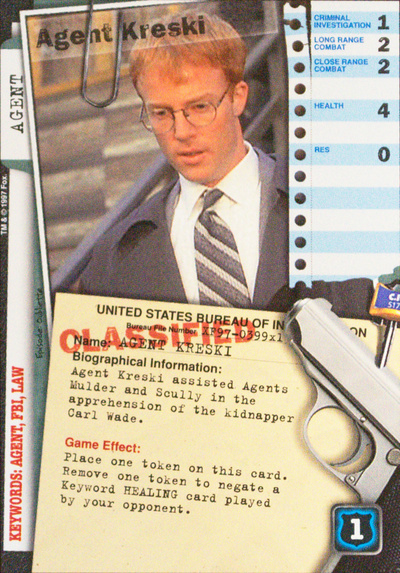 Agent Kreski
AGENT
CRIMINAL
INVESTIGATION 1
LONG RANGE
COMBAT 2
CLOSE RANGE
COMBAT 2
HEALTH 4
RES 0
TM & © 1997 Fox.
UNITED STATES BUREAU OF IN
ON
Bureau File Number XF97-0399x1
CLASSIFIED
Name: AGENT KRESKI
Biographical Information:
Agent Kreski assisted Agents
Mulder and Scully in the
apprehension of the kidnapper
Carl Wade.
Game Effect:
Place one token on this card.
Remove one token to negate a
Keyword HEALING card played
by your opponent.
KEYWORDS: AGENT, FBI, LAW
1